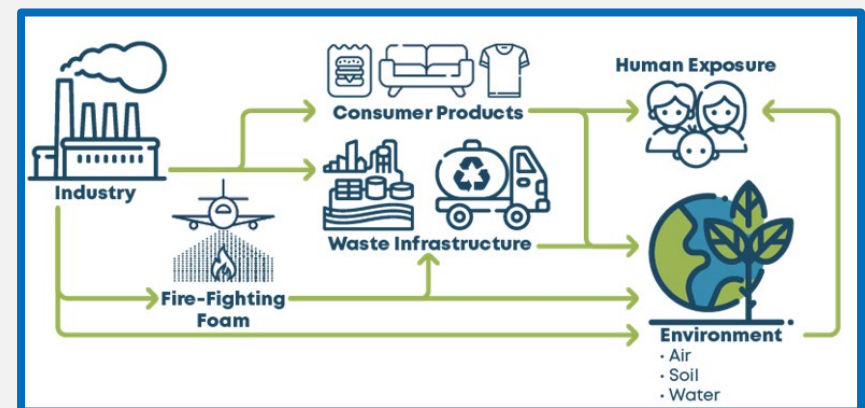 Human Exposure
Consumer Products
Industry
Waste Infrastructure
Fire-Fighting
Foam
Environment
· Air
· Soil
· Water